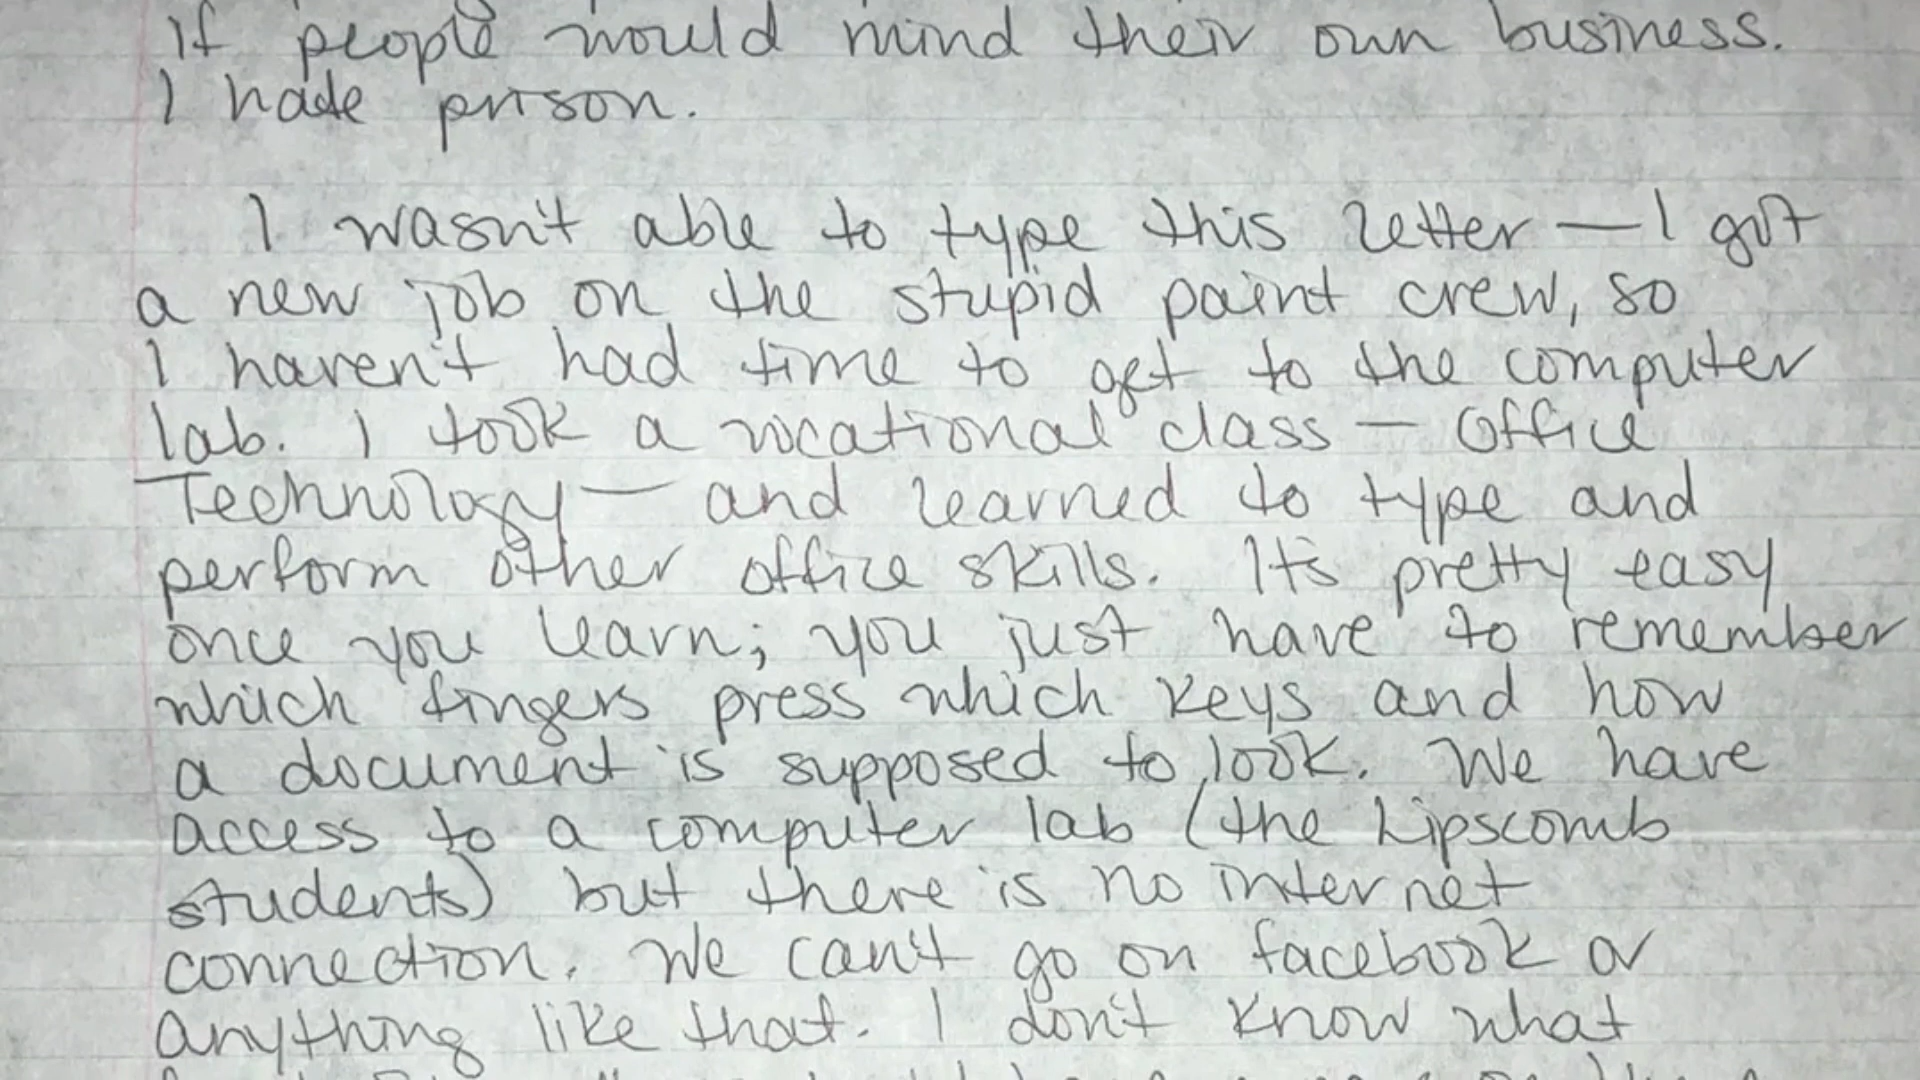 if people would mind their own business.
I hate prison.
I wasn't able to type this letter — I got
a new job on the stupid paint crew, so
I haven't had time to get to the computer
lab. I took a vocational class — Office
Technology — and learned to type and
perform other office skills. It's pretty easy
once you learn; you just have to remember
which fingers press which keys and how
a document is supposed to look. We have
access to a computer lab (the Lipscomb
students) but there is no internet
connection. We can't go on facebook or
anything like that. I don't know what